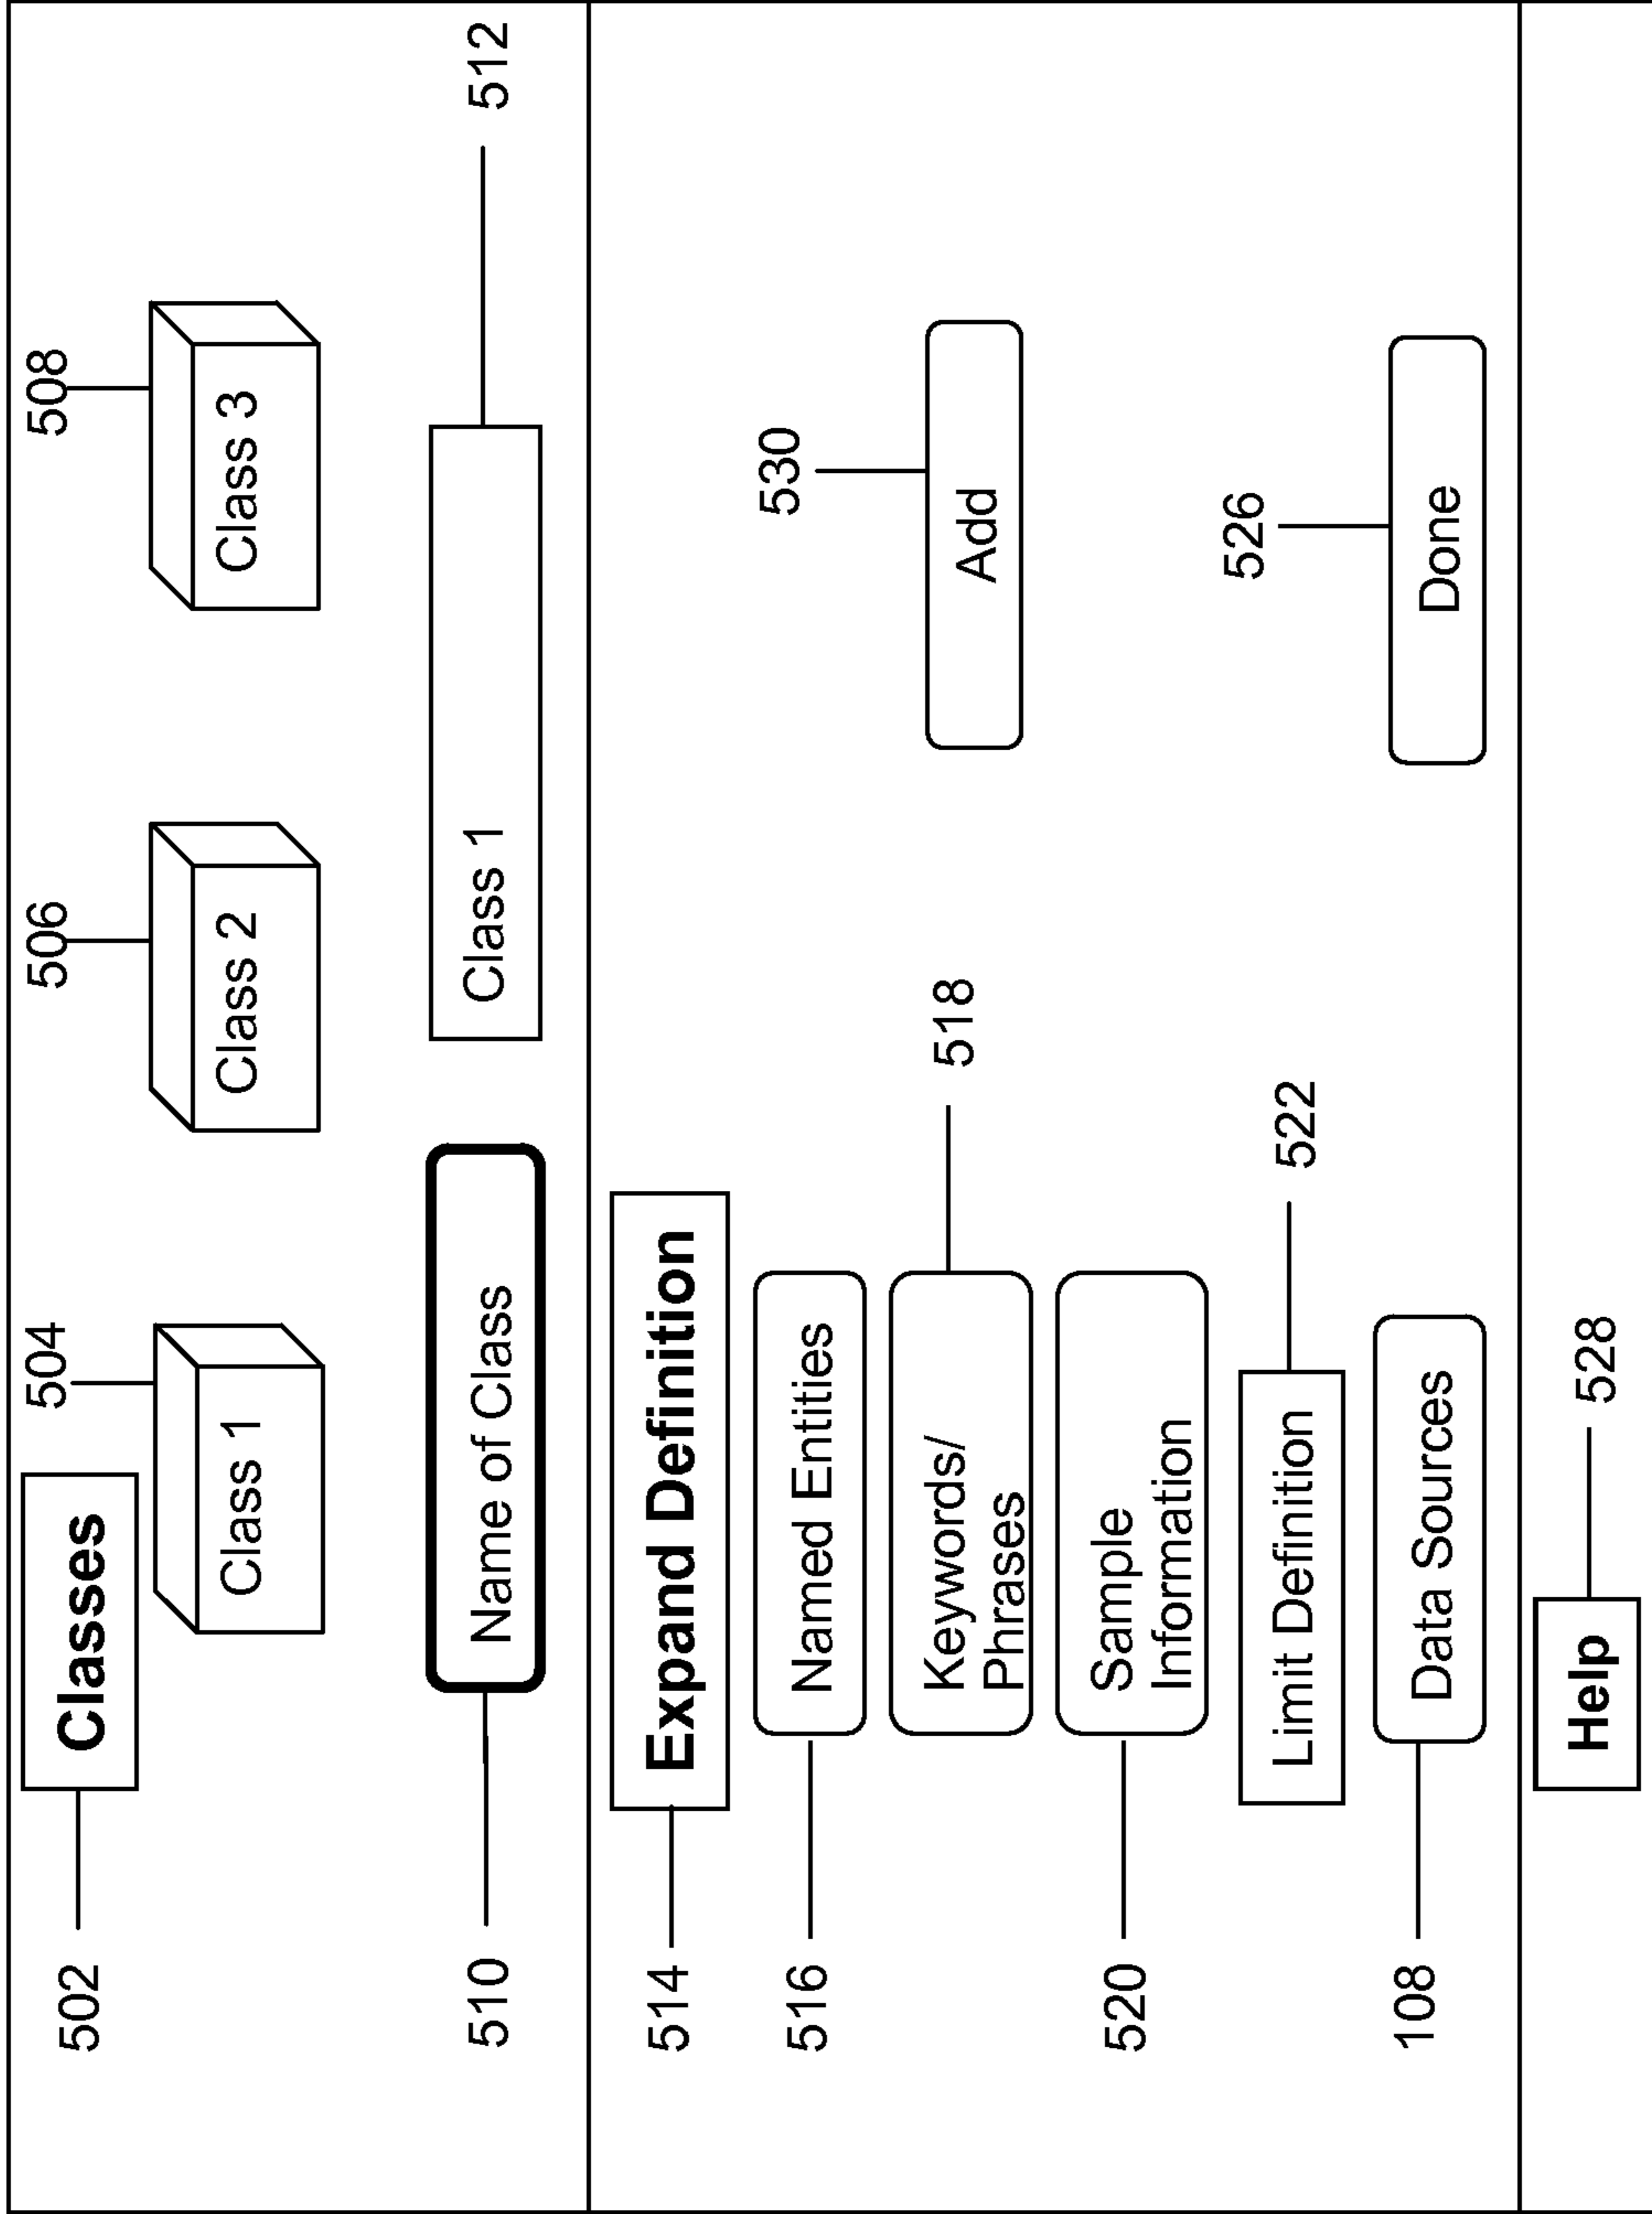 502
Classes
504
506
508
Class 1
Class 2
Class 3
510
Name of Class
Class 1
512
514
Expand Definition
516
Named Entities
530
Keywords/
Phrases
518
Add
520
Sample
Information
Limit Definition
522
526
108
Data Sources
Done
Help
528